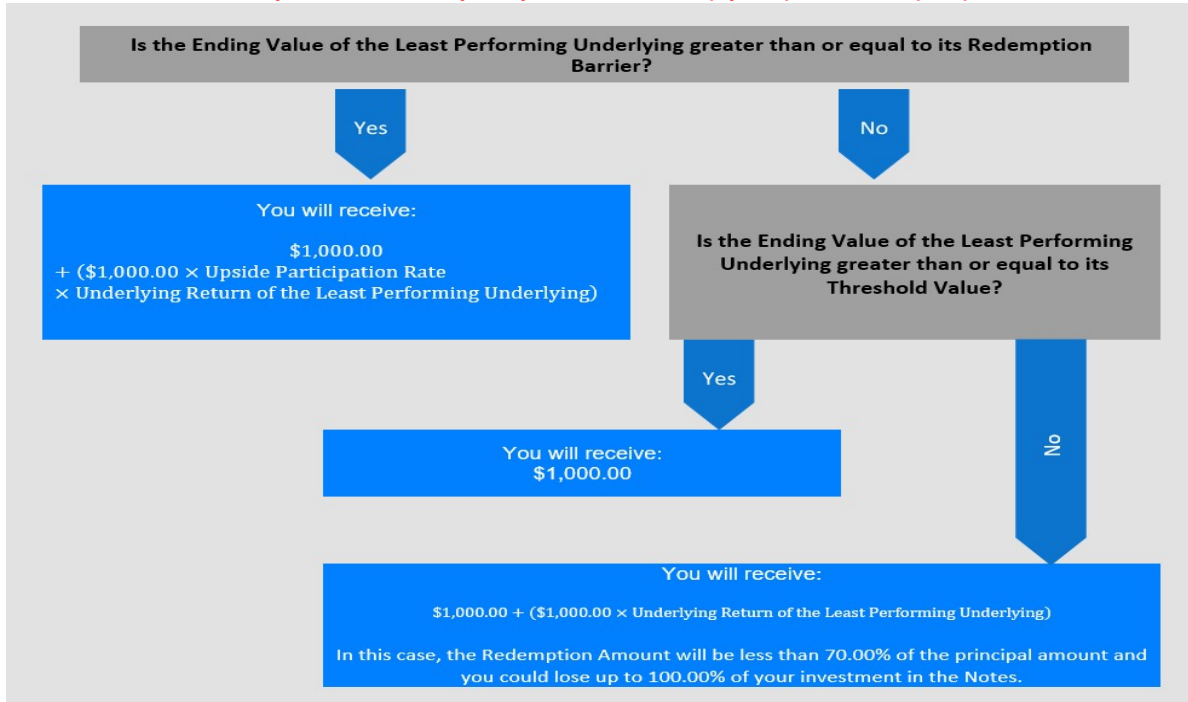 Is the Ending Value of the Least Performing Underlying greater than or equal to its Redemption
Barrier?
Yes
No
You will receive:
$1,000.00
+ ($1,000.00 × Upside Participation Rate
× Underlying Return of the Least Performing Underlying)
Is the Ending Value of the Least Performing
Underlying greater than or equal to its
Threshold Value?
Yes
No
You will receive:
$1,000.00
You will receive:
$1,000.00 + ($1,000.00 × Underlying Return of the Least Performing Underlying)
In this case, the Redemption Amount will be less than 70.00% of the principal amount and
you could lose up to 100.00% of your investment in the Notes.